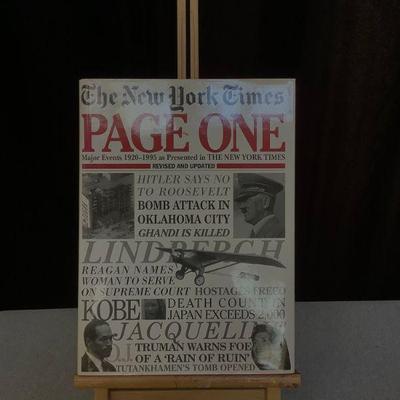 The New York Times
PAGE ONE
Major Events 1920-1995 as Presented in THE NEW YORK TIMES
REVISED AND UPDATED
HITLER SAYS NO
TO ROOSEVELT
BOMB ATTACK IN
OKLAHOMA CITY
GHANDI IS KILLED
LINDBERGH
REAGAN NAMES
WOMAN TO SERVE
ON SUPREME COURT
HOSTAGES FREED
KOBE
DEATH COUNT IN
JAPAN EXCEEDS 2,000
JACQUELINE
O.J.
TRUMAN WARNS FOE
OF A 'RAIN OF RUIN'
TUTANKHAMEN'S TOMB OPENED